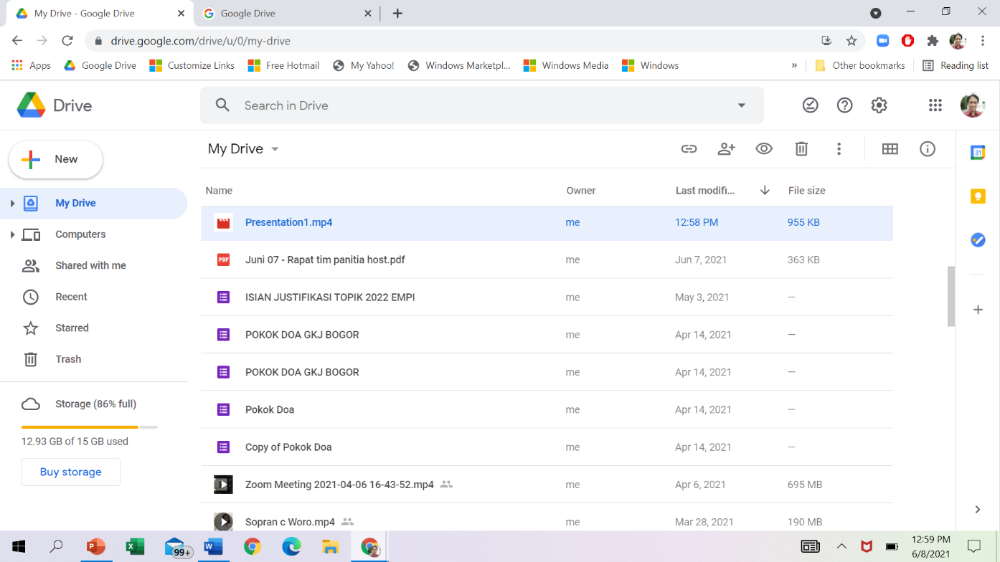 My Drive - Google Drive
Google Drive
drive.google.com/drive/u/0/my-drive
Apps
Google Drive
Customize Links
Free Hotmail
My Yahoo!
Windows Marketpl...
Windows Media
Windows
»
Other bookmarks
Reading list
Drive
Search in Drive
New
My Drive
Name
Owner
Last modifi...
File size
My Drive
Computers
Shared with me
Recent
Starred
Trash
Storage (86% full)
12.93 GB of 15 GB used
Buy storage
Presentation1.mp4 me 12:58 PM 955 KB
PDF Juni 07 - Rapat tim panitia host.pdf me Jun 7, 2021 363 KB
ISIAN JUSTIFIKASI TOPIK 2022 EMPI me May 3, 2021 —
POKOK DOA GKJ BOGOR me Apr 14, 2021 —
POKOK DOA GKJ BOGOR me Apr 14, 2021 —
Pokok Doa me Apr 14, 2021 —
Copy of Pokok Doa me Apr 14, 2021 —
Zoom Meeting 2021-04-06 16-43-52.mp4 me Apr 6, 2021 695 MB
Sopran c Woro.mp4 me Mar 28, 2021 190 MB
31
99+
12:59 PM
6/8/2021